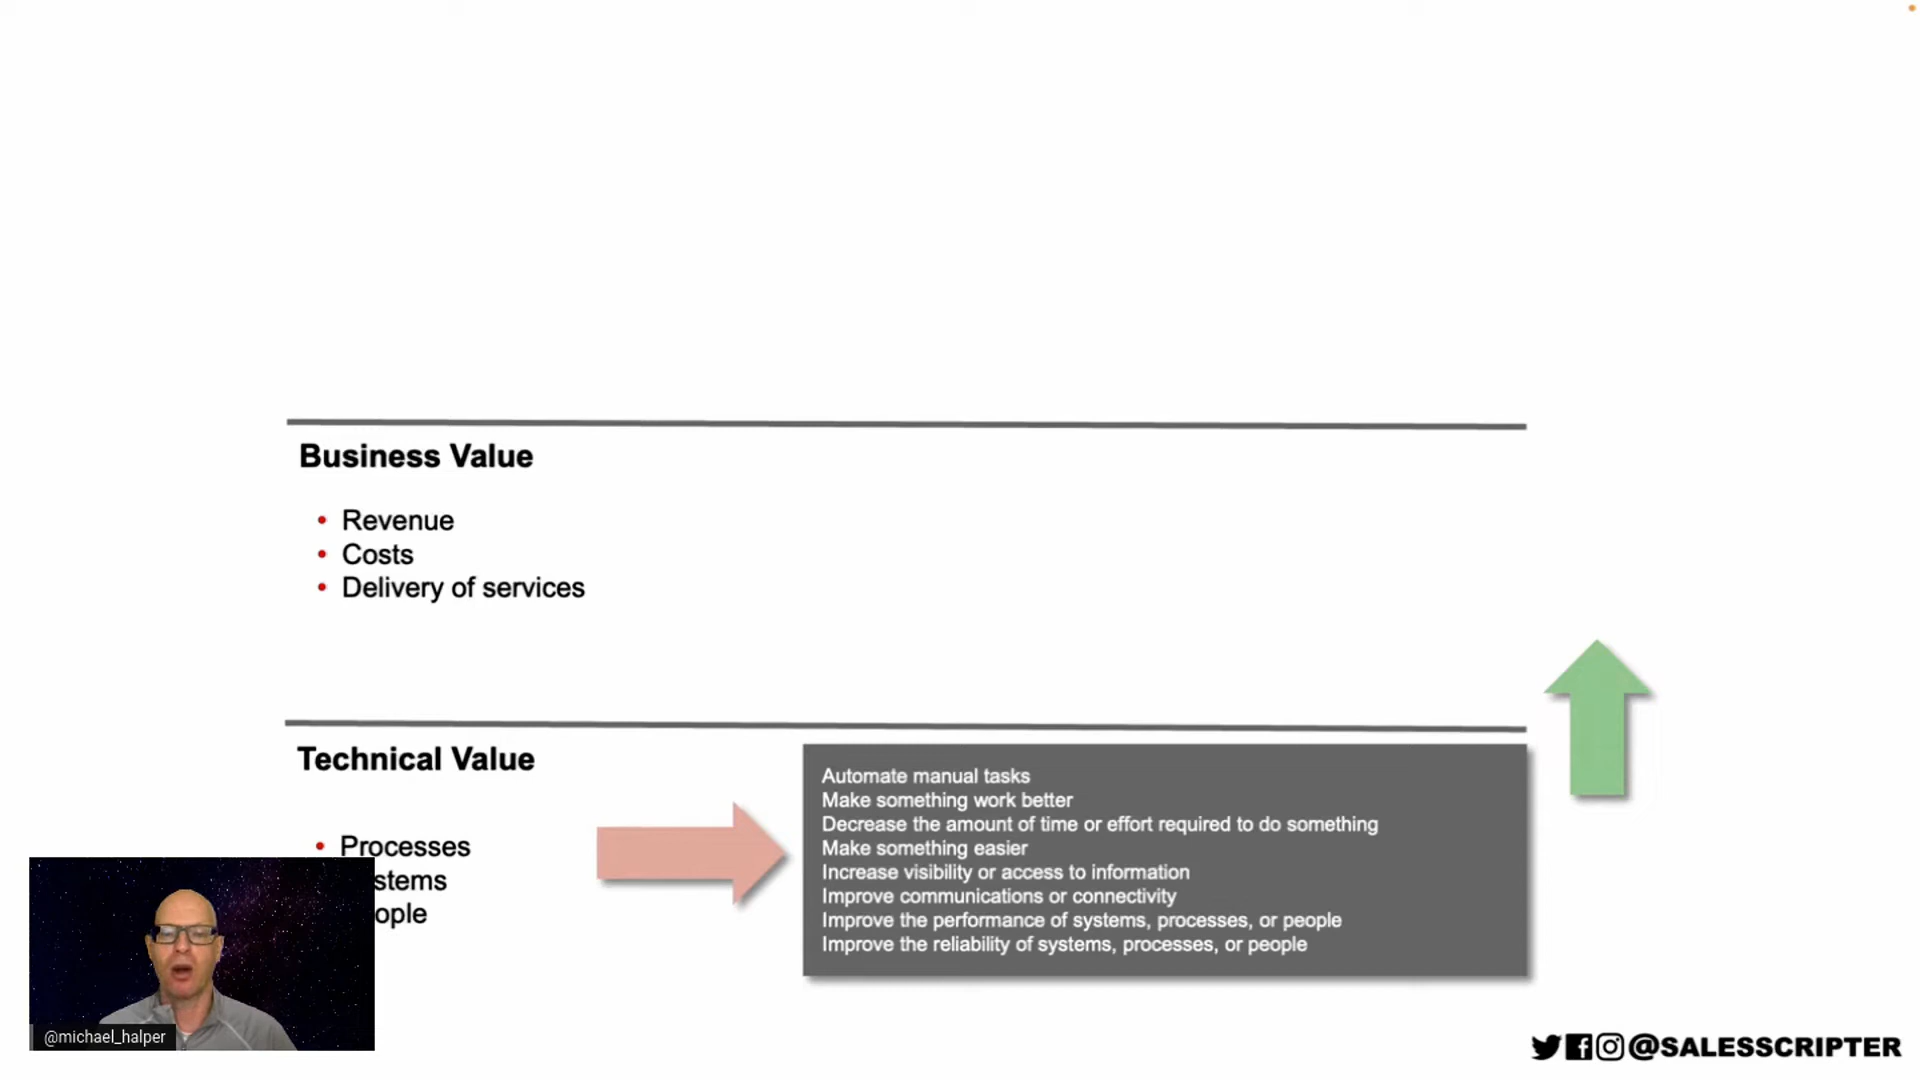 Business Value
• Revenue
• Costs
• Delivery of services
Technical Value
• Processes
stems
ople
Automate manual tasks
Make something work better
Decrease the amount of time or effort required to do something
Make something easier
Increase visibility or access to information
Improve communications or connectivity
Improve the performance of systems, processes, or people
Improve the reliability of systems, processes, or people
@michael_halper
@SALESSCRIPTER